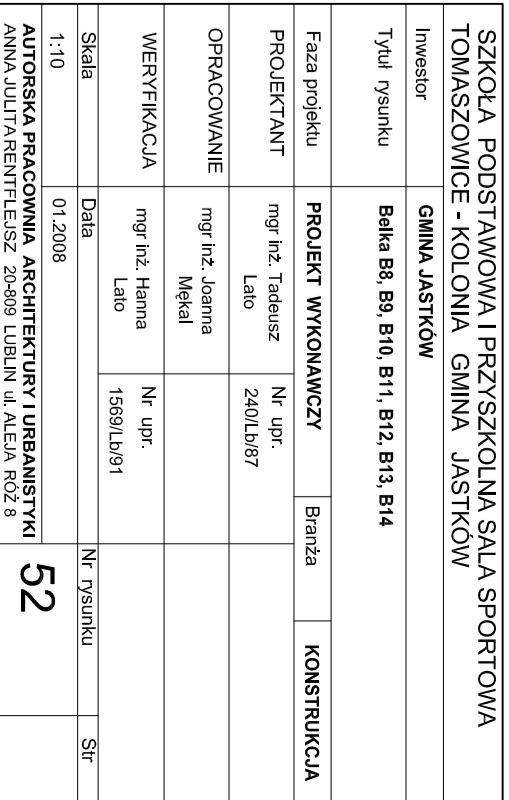 SZKOŁA PODSTAWOWA I PRZYSZKOLNA SALA SPORTOWA
TOMASZOWICE - KOLONIA GMINA JASTKÓW
Inwestor GMINA JASTKÓW
Tytuł rysunku Belka B8, B9, B10, B11, B12, B13, B14
Faza projektu PROJEKT WYKONAWCZY Branża KONSTRUKCJA
PROJEKTANT mgr inż. Tadeusz Nr upr.
Lato 240/Lb/87
OPRACOWANIE mgr inż. Joanna
Mękal
WERYFIKACJA mgr inż. Hanna Nr upr.
Lato 1569/Lb/91
Skala Data Nr rysunku Str
1:10 01.2008 52
AUTORSKA PRACOWNIA ARCHITEKTURY I URBANISTYKI
ANNA JULITA RENTFLEJSZ 20-809 LUBLIN ul. ALEJA RÓŻ 8